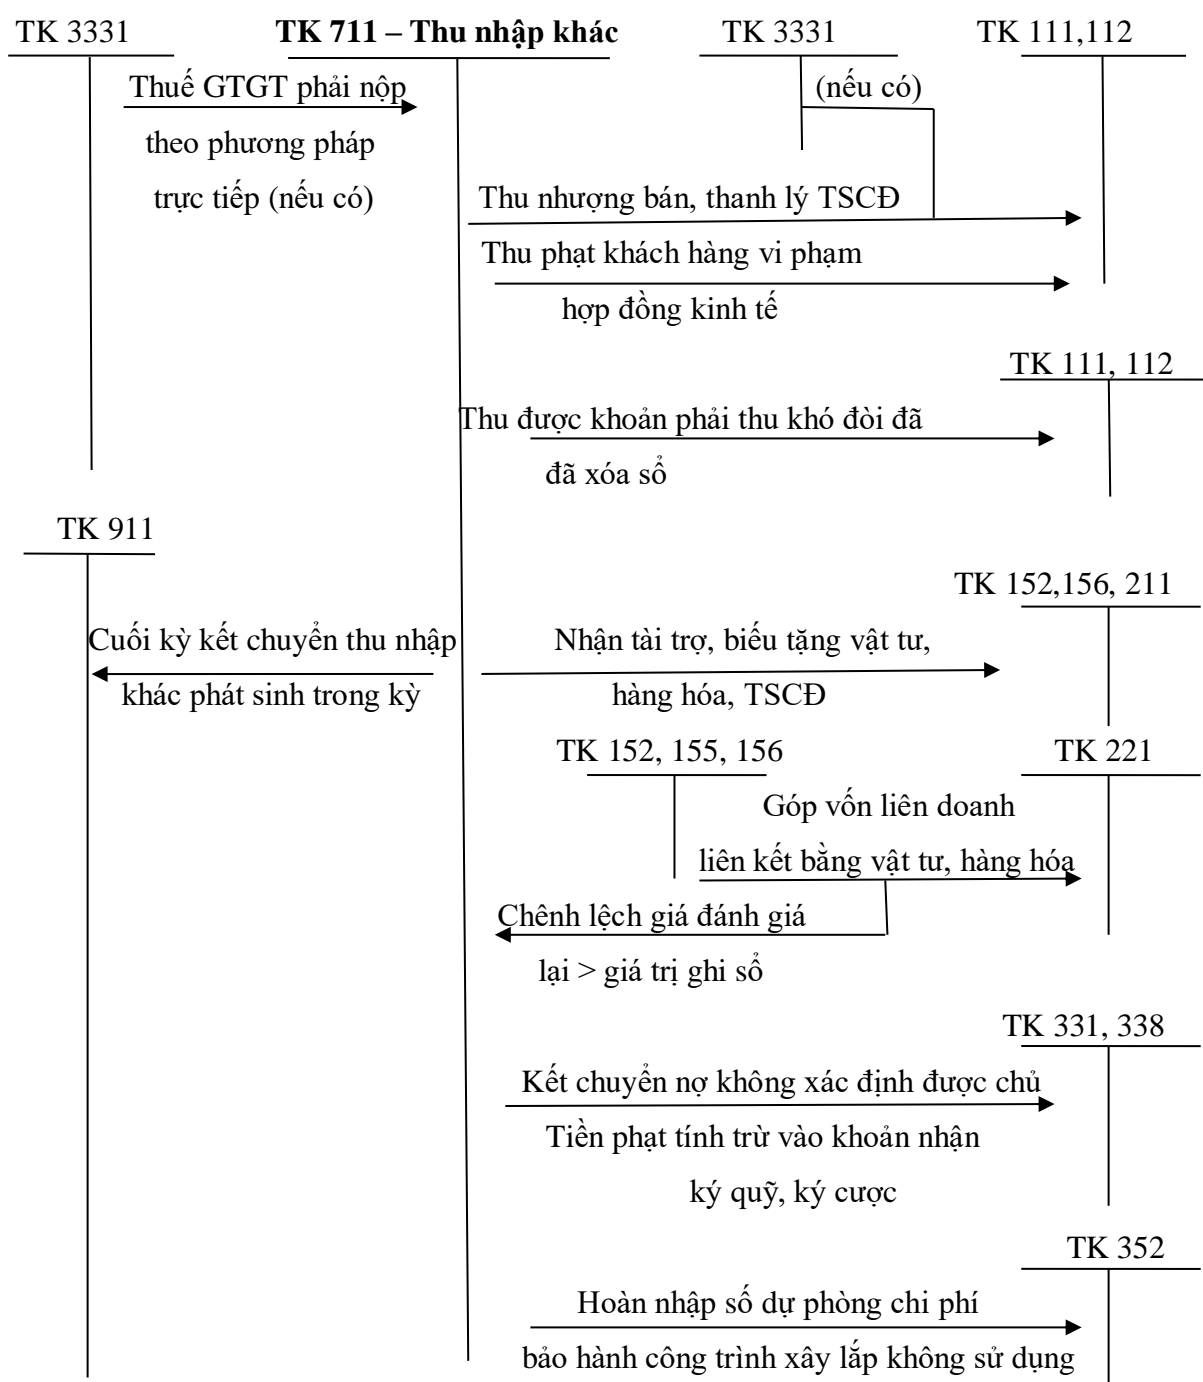 TK 3331 TK 711 – Thu nhập khác TK 3331 TK 111,112
Thuế GTGT phải nộp (nếu có)
theo phương pháp
trực tiếp (nếu có) Thu nhượng bán, thanh lý TSCĐ
Thu phạt khách hàng vi phạm
hợp đồng kinh tế
TK 111, 112
Thu được khoản phải thu khó đòi đã
đã xóa sổ
TK 911
TK 152,156, 211
Cuối kỳ kết chuyển thu nhập Nhận tài trợ, biếu tặng vật tư,
khác phát sinh trong kỳ hàng hóa, TSCĐ
TK 152, 155, 156 TK 221
Góp vốn liên doanh
liên kết bằng vật tư, hàng hóa
Chênh lệch giá đánh giá
lại > giá trị ghi sổ
TK 331, 338
Kết chuyển nợ không xác định được chủ
Tiền phạt tính trừ vào khoản nhận
ký quỹ, ký cược
TK 352
Hoàn nhập số dự phòng chi phí
bảo hành công trình xây lắp không sử dụng